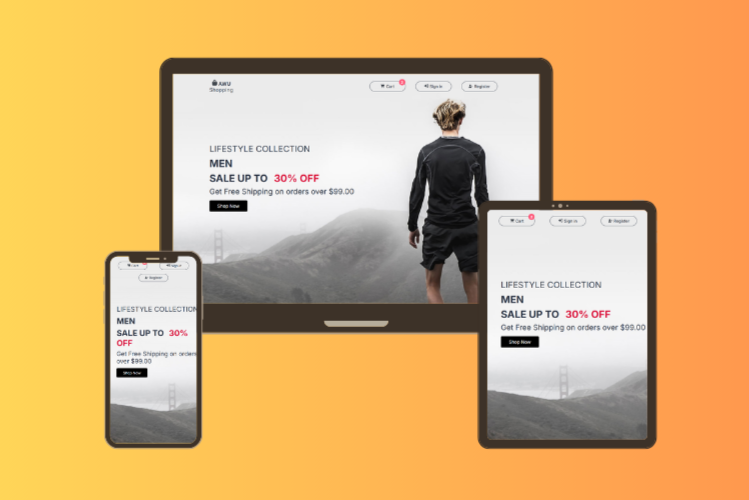 AWU
Shopping
Cart
Sign in
Register
LIFESTYLE COLLECTION
MEN
SALE UP TO 30% OFF
Get Free Shipping on orders over $99.00
Shop Now
Cart
Sign in
Register
LIFESTYLE COLLECTION
MEN
SALE UP TO 30%
OFF
Get Free Shipping on orders
over $99.00
Shop Now
Cart
Sign in
Register
LIFESTYLE COLLECTION
MEN
SALE UP TO 30% OFF
Get Free Shipping on orders over $99.00
Shop Now